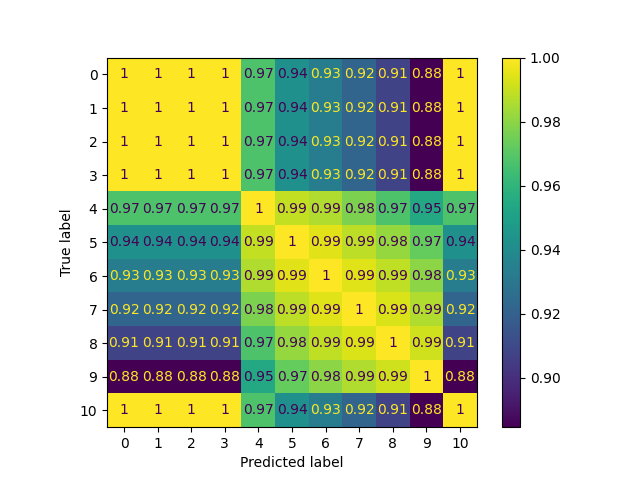 0 1 1 1 1 0.97 0.94 0.93 0.92 0.91 0.88 1
1 1 1 1 1 0.97 0.94 0.93 0.92 0.91 0.88 1
2 1 1 1 1 0.97 0.94 0.93 0.92 0.91 0.88 1
3 1 1 1 1 0.97 0.94 0.93 0.92 0.91 0.88 1
4 0.97 0.97 0.97 0.97 1 0.99 0.99 0.98 0.97 0.95 0.97
5 0.94 0.94 0.94 0.94 0.99 1 0.99 0.99 0.98 0.97 0.94
6 0.93 0.93 0.93 0.93 0.99 0.99 1 0.99 0.99 0.98 0.93
7 0.92 0.92 0.92 0.92 0.98 0.99 0.99 1 0.99 0.99 0.92
8 0.91 0.91 0.91 0.91 0.97 0.98 0.99 0.99 1 0.99 0.91
9 0.88 0.88 0.88 0.88 0.95 0.97 0.98 0.99 0.99 1 0.88
10 1 1 1 1 0.97 0.94 0.93 0.92 0.91 0.88 1
0 1 2 3 4 5 6 7 8 9 10
Predicted label
True label
1.00
0.98
0.96
0.94
0.92
0.90